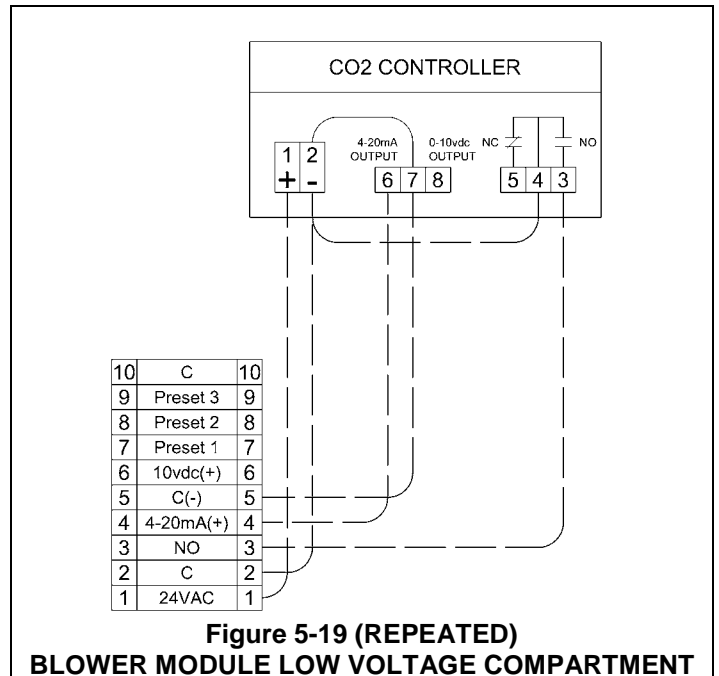 CO2 CONTROLLER
4-20mA 0-10vdc NC NO
OUTPUT OUTPUT
1 2
+ -
6 7 8
5 4 3
10 C 10
9 Preset 3 9
8 Preset 2 8
7 Preset 1 7
6 10vdc(+) 6
5 C(-) 5
4 4-20mA(+) 4
3 NO 3
2 C 2
1 24VAC 1
Figure 5-19 (REPEATED)
BLOWER MODULE LOW VOLTAGE COMPARTMENT